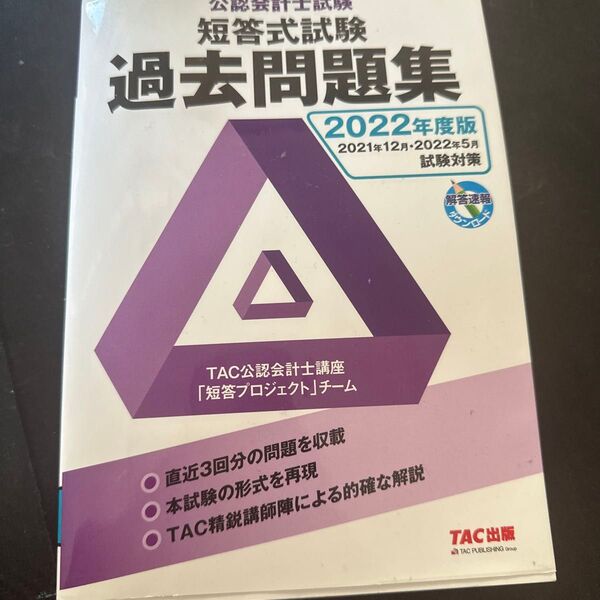 公認会計士試験
短答式試験
過去問題集
2022年度版
2021年12月・2022年5月
試験対策
解答速報
ダウンロード
TAC公認会計士講座
「短答プロジェクト」チーム
直近3回分の問題を収載
本試験の形式を再現
TAC精鋭講師陣による的確な解説
TAC出版
TAC PUBLISHING Group